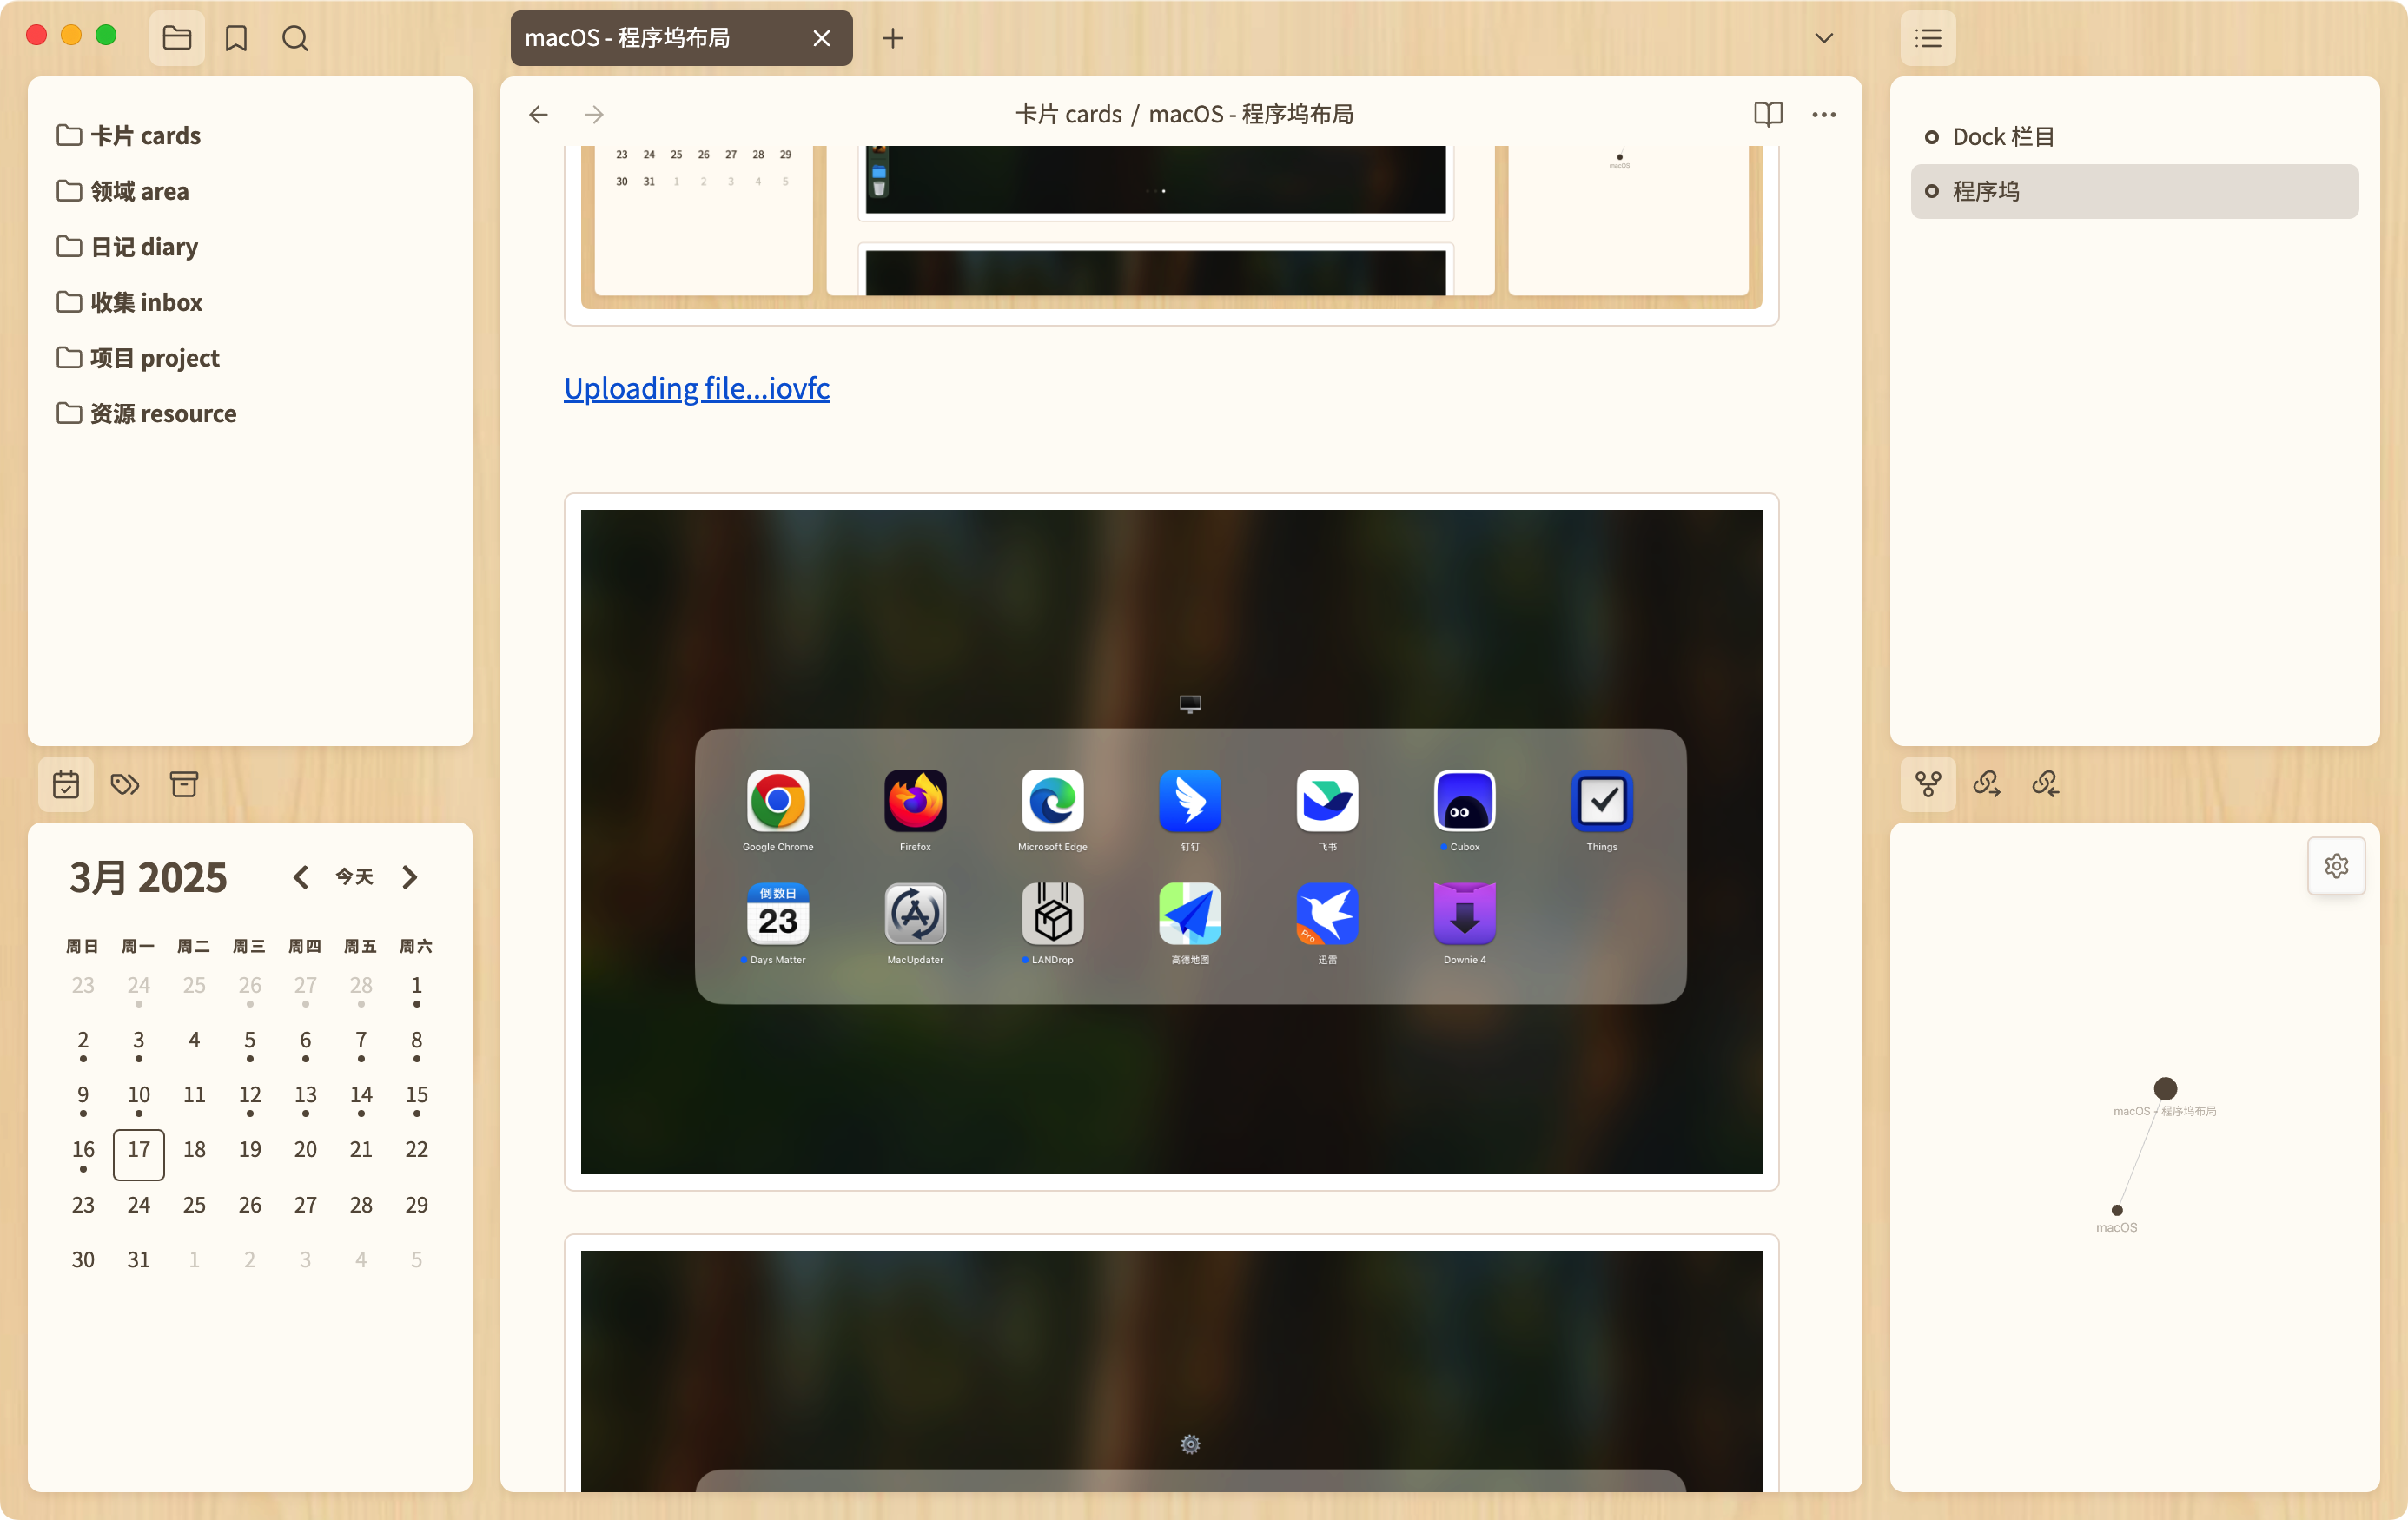 macOS - 程序坞布局
卡片 cards
领域 area
日记 diary
收集 inbox
项目 project
资源 resource
3月 2025
今天
周日 周一 周二 周三 周四 周五 周六
23 24 25 26 27 28 1
2 3 4 5 6 7 8
9 10 11 12 13 14 15
16 17 18 19 20 21 22
23 24 25 26 27 28 29
30 31 1 2 3 4 5
卡片 cards / macOS - 程序坞布局
23 24 25 26 27 28 29
30 31 1 2 3 4 5
macOS
Uploading file...iovfc
Google Chrome Firefox Microsoft Edge 钉钉 飞书 Cubox Things
倒数日
23
Pro
Days Matter MacUpdater LANDrop 高德地图 迅雷 Downie 4
Dock 栏目
程序坞
macOS - 程序坞布局
macOS